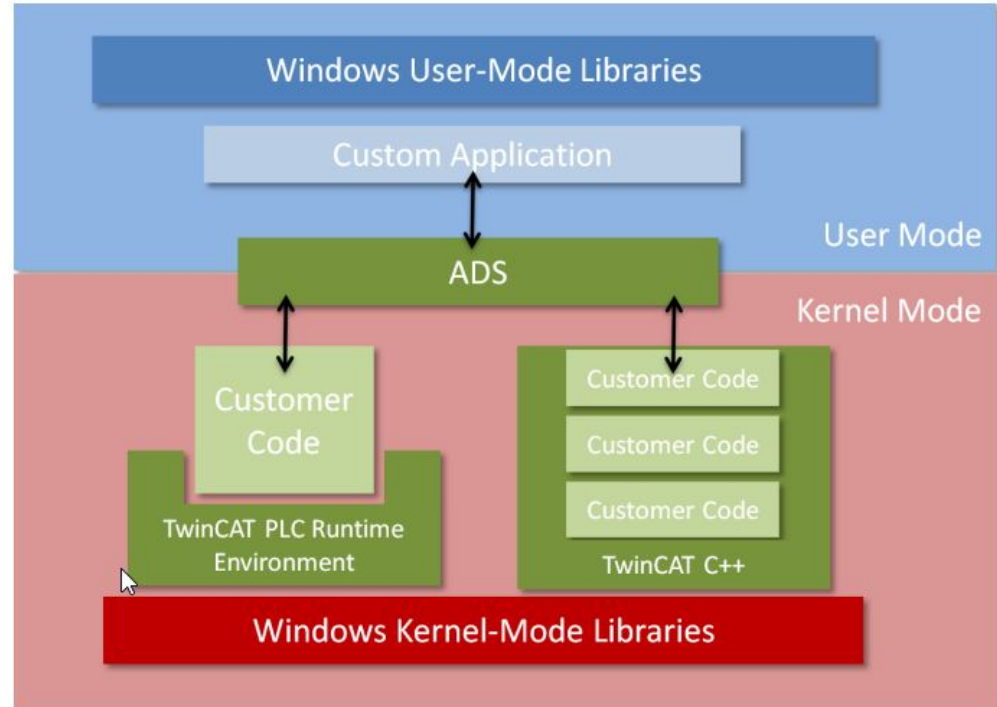 Windows User-Mode Libraries
Custom Application
User Mode
ADS
Kernel Mode
Customer
Code
TwinCAT PLC Runtime
Environment
Customer Code
Customer Code
Customer Code
TwinCAT C++
Windows Kernel-Mode Libraries